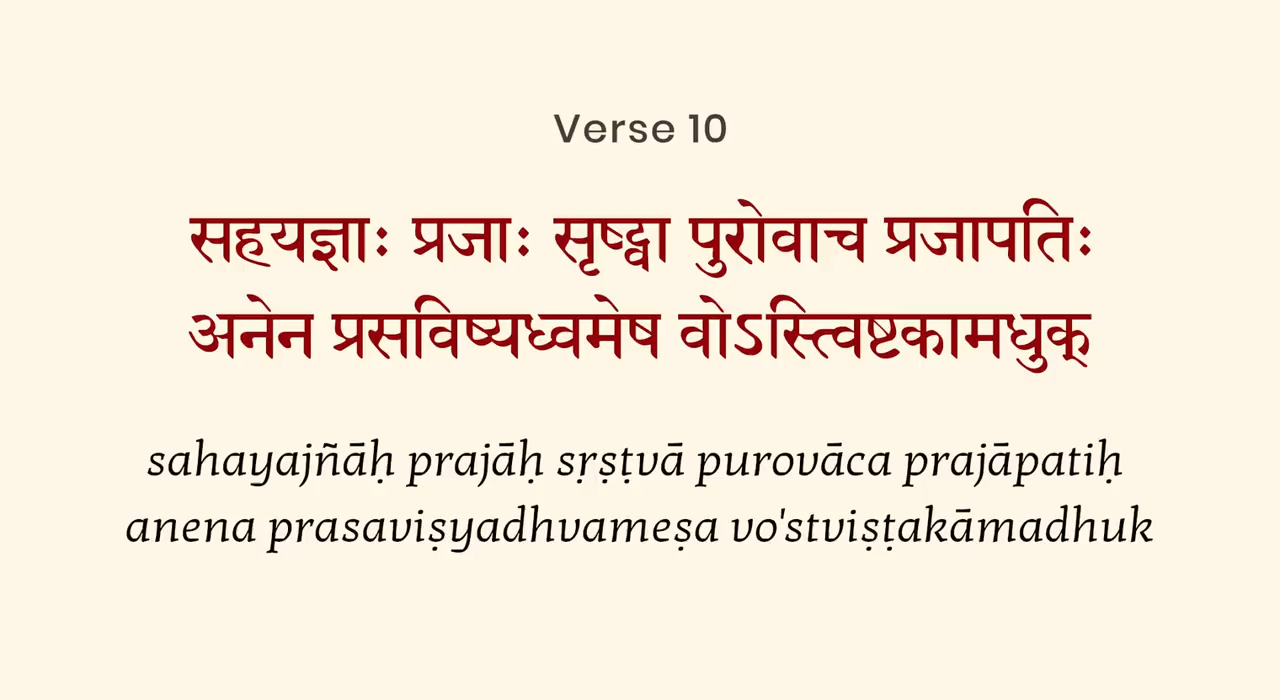 Verse 10
सहयज्ञाः प्रजाः सृष्ट्वा पुरोवाच प्रजापतिः
अनेन प्रसविष्यध्वमेष वोऽस्त्विष्टकामधुक्
sahayajñāḥ prajāḥ sṛṣṭvā purovāca prajāpatiḥ
anena prasaviṣyadhvameṣa vo'stviṣṭakāmadhuk